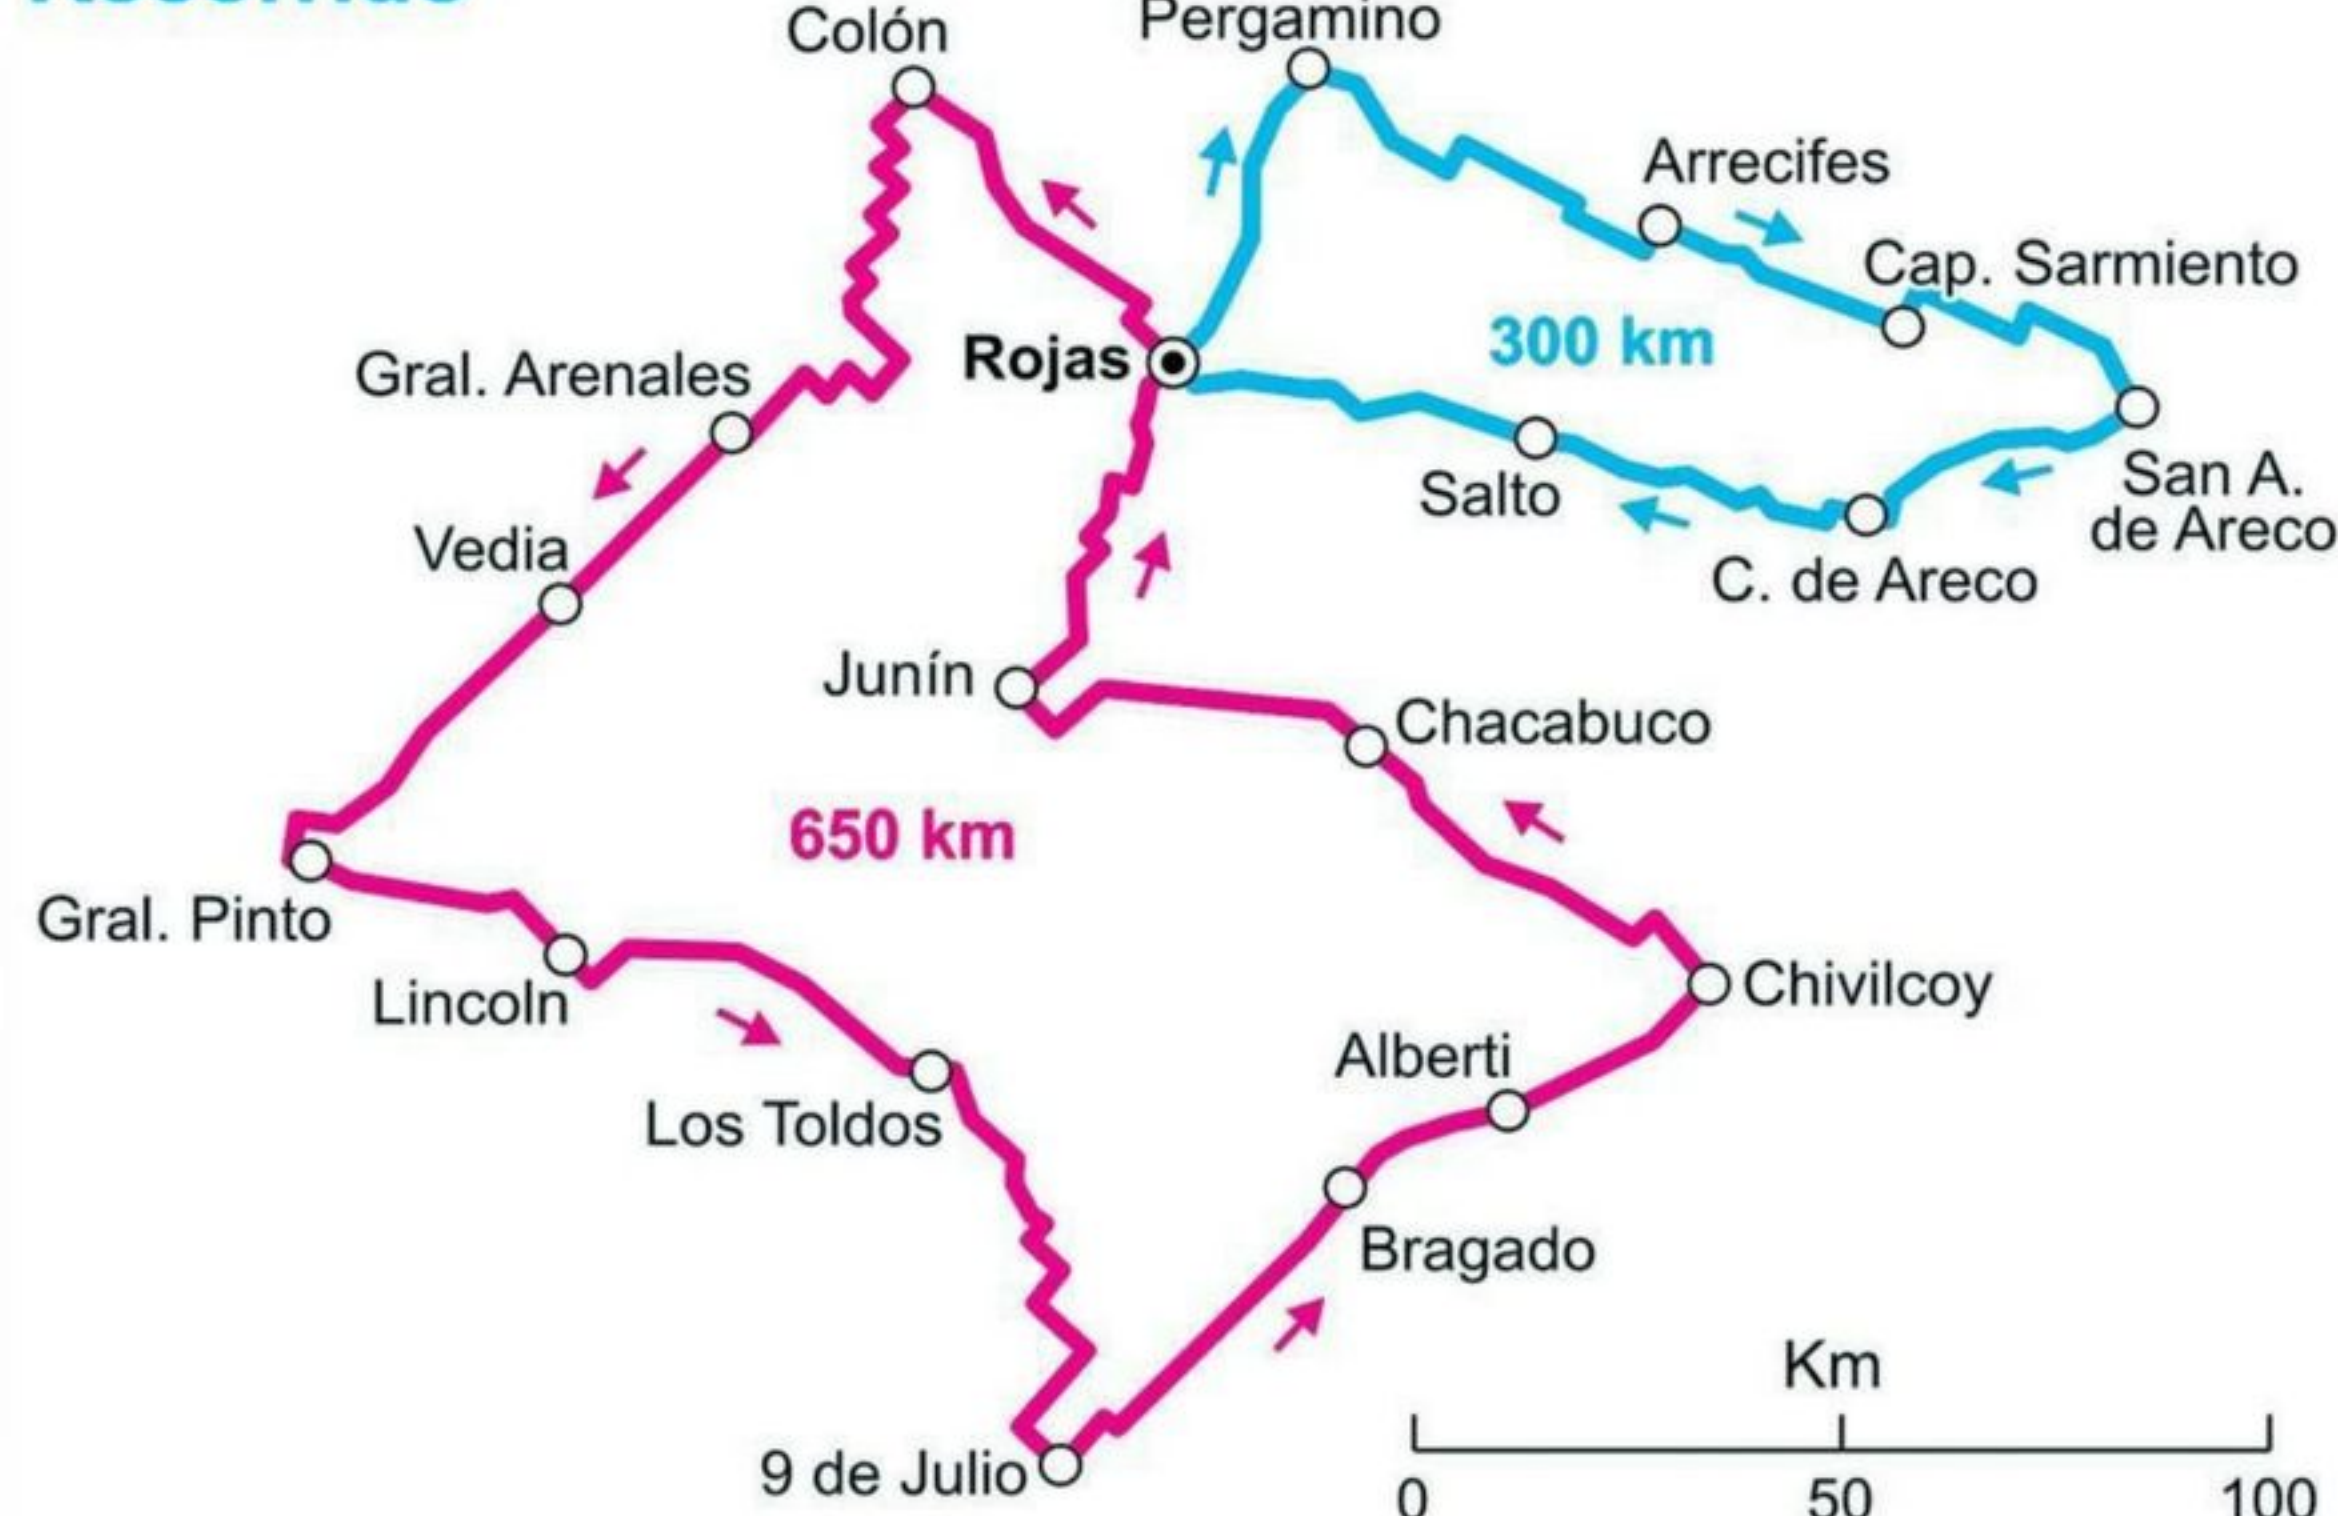 Colón
Pergamino
Arrecifes
Cap. Sarmiento
300 km
Rojas
Gral. Arenales
San A.
de Areco
Salto
C. de Areco
Vedia
Junín
Chacabuco
650 km
Gral. Pinto
Lincoln
Chivilcoy
Alberti
Los Toldos
Bragado
9 de Julio
Km
0 50 100